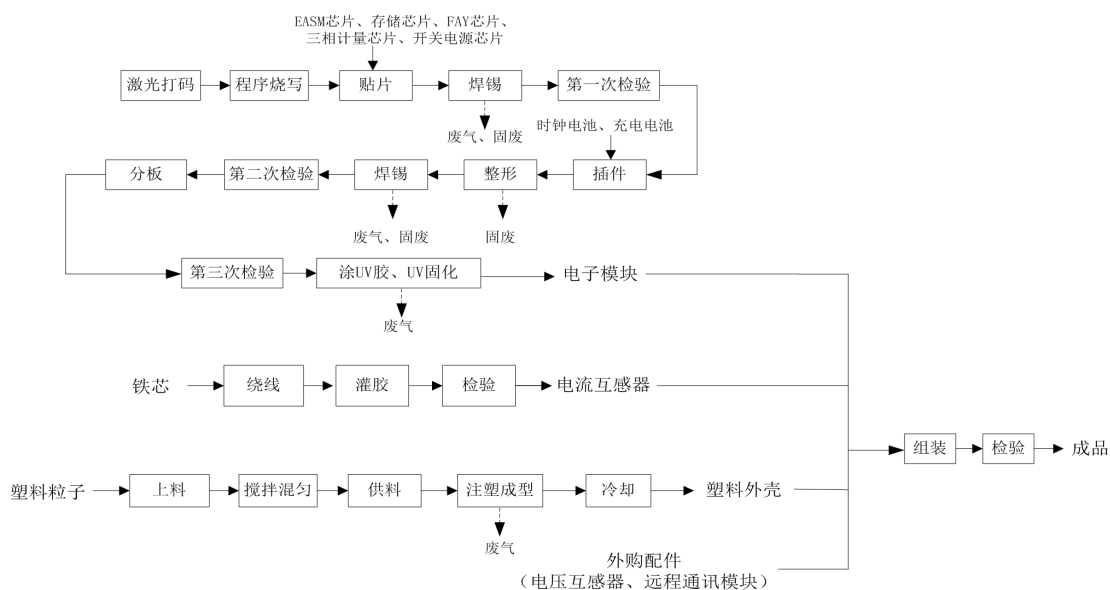 EASM芯片、存储芯片、FAY芯片、
三相计量芯片、开关电源芯片
激光打码
程序烧写
贴片
焊锡
第一次检验
废气、固废
时钟电池、充电电池
分板
第二次检验
焊锡
整形
插件
废气、固废
固废
第三次检验
涂UV胶、UV固化
电子模块
废气
铁芯
绕线
灌胶
检验
电流互感器
组装
检验
成品
塑料粒子
上料
搅拌混匀
供料
注塑成型
冷却
塑料外壳
废气
外购配件
（电压互感器、远程通讯模块）